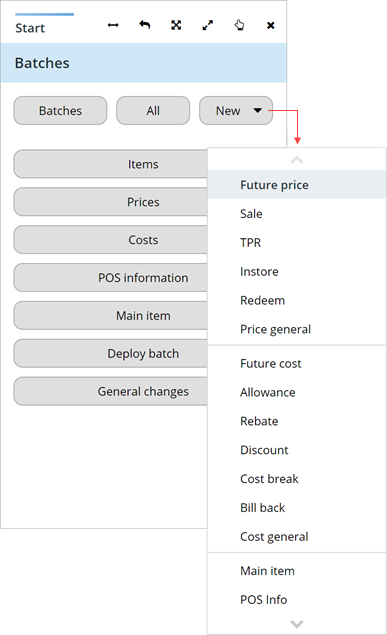 Start
Batches
Batches All New
Items
Prices
Costs
POS information
Main item
Deploy batch
General changes
Future price
Sale
TPR
Instore
Redeem
Price general
Future cost
Allowance
Rebate
Discount
Cost break
Bill back
Cost general
Main item
POS Info